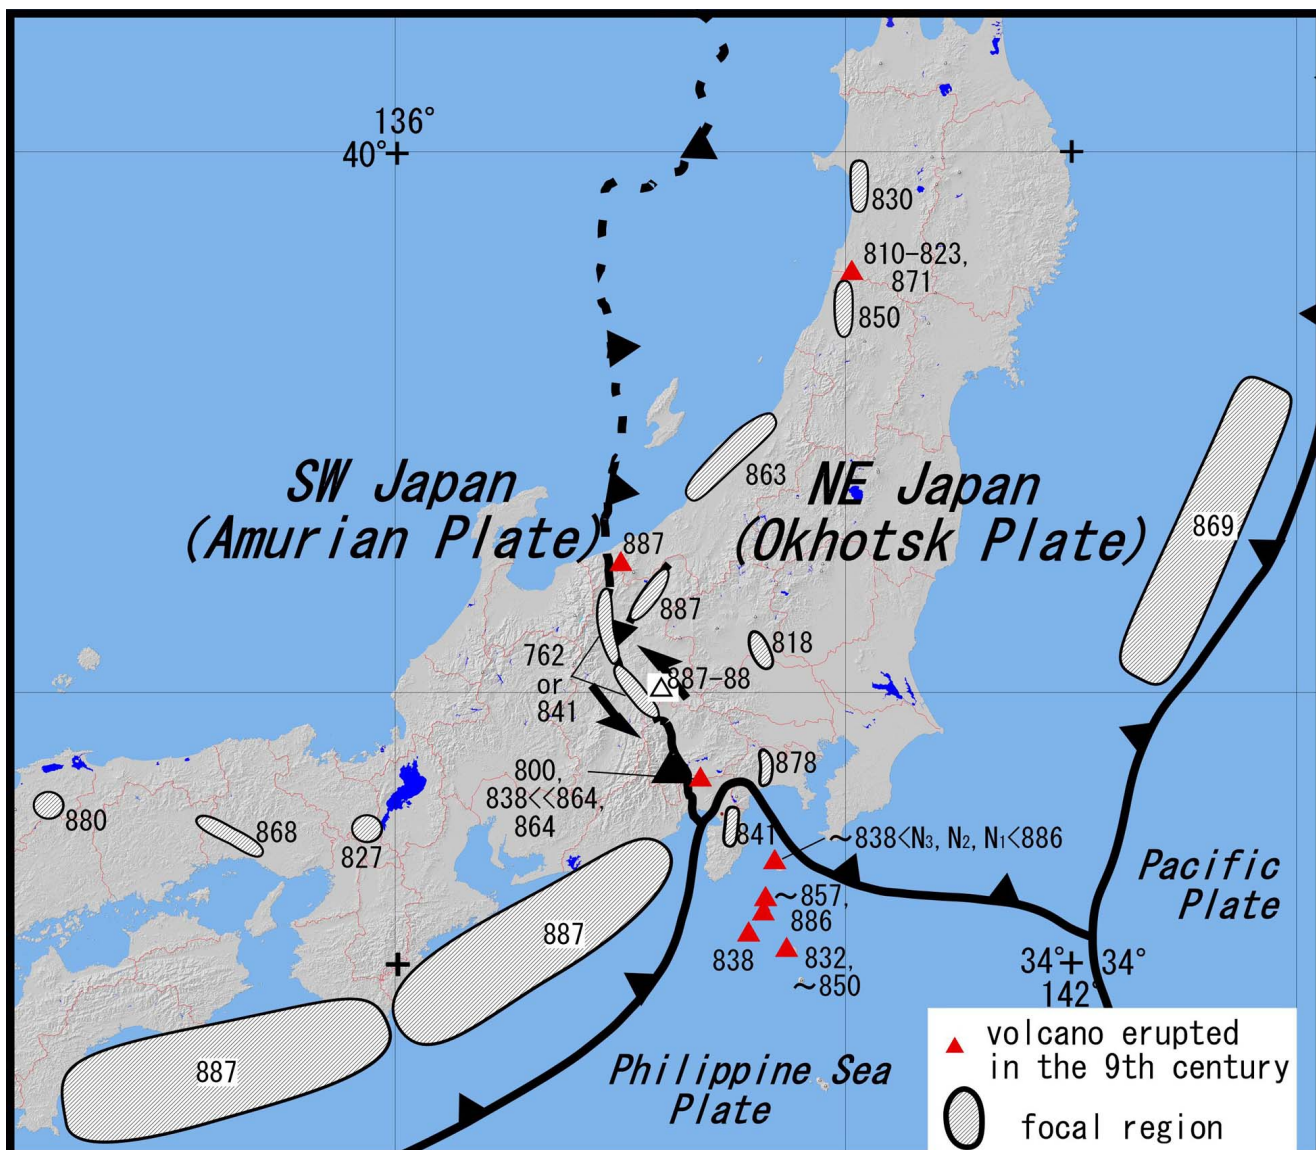 136°
40°
830
810-823,
871
850
863
SW Japan
(Amurian Plate)
NE Japan
(Okhotsk Plate)
869
887
887
818
762
or
841
887-88
800,
838<<864,
864
878
880
868
827
841
～838<N₃, N₂, N₁<886
Pacific
Plate
～857,
886
887
838
832,
～850
34° 34°
142°
887
Philippine Sea
Plate
volcano erupted
in the 9th century
focal region